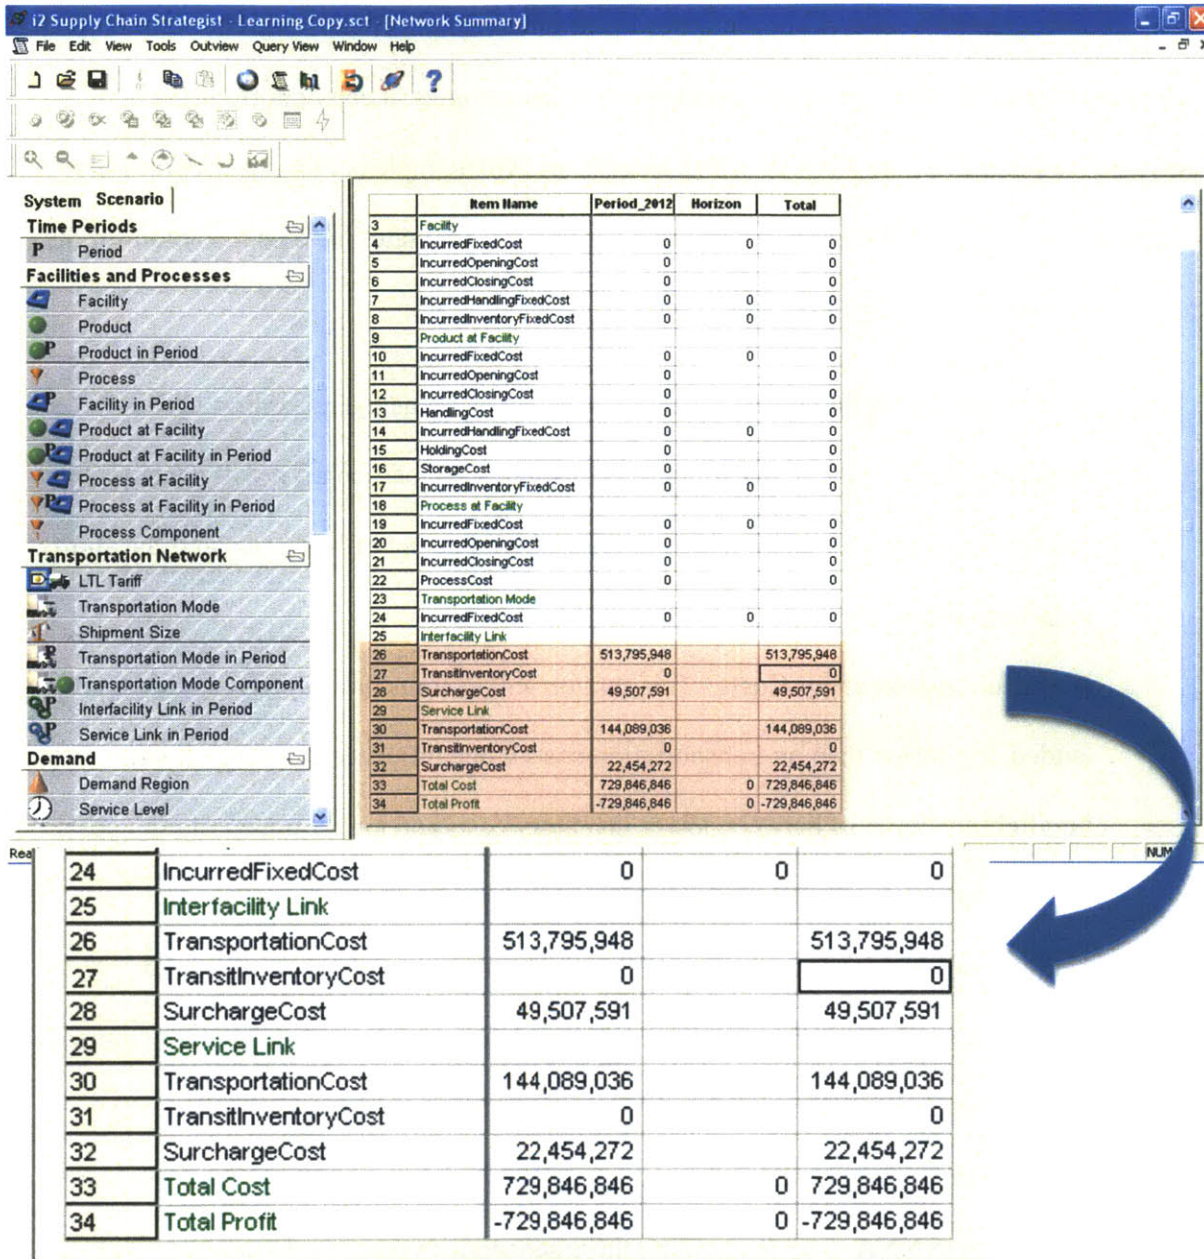 i2 Supply Chain Strategist - Learning Copy.sct - [Network Summary]
File Edit View Tools Outview Query View Window Help
System Scenario
Time Periods
P Period
Facilities and Processes
Facility
Product
P Product in Period
Process
P Facility in Period
Product at Facility
P Product at Facility in Period
Process at Facility
P Process at Facility in Period
Process Component
Transportation Network
LTL Tariff
Transportation Mode
Shipment Size
Transportation Mode in Period
Transportation Mode Component
P Interfacility Link in Period
P Service Link in Period
Demand
Demand Region
Service Level
Item Name Period_2012 Horizon Total
3 Facility
4 IncurredFixedCost 0 0 0
5 IncurredOpeningCost 0 0
6 IncurredClosingCost 0 0
7 IncurredHandlingFixedCost 0 0 0
8 IncurredInventoryFixedCost 0 0 0
9 Product at Facility
10 IncurredFixedCost 0 0 0
11 IncurredOpeningCost 0 0
12 IncurredClosingCost 0 0
13 HandlingCost 0 0
14 IncurredHandlingFixedCost 0 0 0
15 HoldingCost 0 0
16 StorageCost 0 0
17 IncurredInventoryFixedCost 0 0 0
18 Process at Facility
19 IncurredFixedCost 0 0 0
20 IncurredOpeningCost 0 0
21 IncurredClosingCost 0 0
22 ProcessCost 0 0
23 Transportation Mode
24 IncurredFixedCost 0 0 0
25 Interfacility Link
26 TransportationCost 513,795,948 513,795,948
27 TransitInventoryCost 0 0
28 SurchargeCost 49,507,591 49,507,591
29 Service Link
30 TransportationCost 144,089,036 144,089,036
31 TransitInventoryCost 0 0
32 SurchargeCost 22,454,272 22,454,272
33 Total Cost 729,846,846 0 729,846,846
34 Total Profit -729,846,846 0 -729,846,846
Rea
NUM
24 IncurredFixedCost 0 0 0
25 Interfacility Link
26 TransportationCost 513,795,948 513,795,948
27 TransitInventoryCost 0 0
28 SurchargeCost 49,507,591 49,507,591
29 Service Link
30 TransportationCost 144,089,036 144,089,036
31 TransitInventoryCost 0 0
32 SurchargeCost 22,454,272 22,454,272
33 Total Cost 729,846,846 0 729,846,846
34 Total Profit -729,846,846 0 -729,846,846